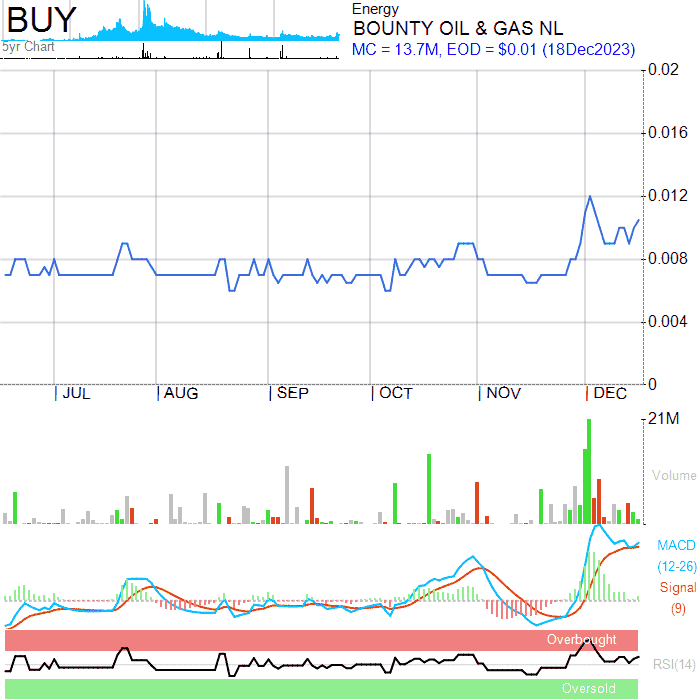 BUY
5yr Chart
Energy
BOUNTY OIL & GAS NL
MC = 13.7M, EOD = $0.01 (18Dec2023)
0.02
0.016
0.012
0.008
0.004
0
JUL AUG SEP OCT NOV DEC
21M
Volume
MACD
(12-26)
Signal
(9)
Overbought
RSI(14)
Oversold